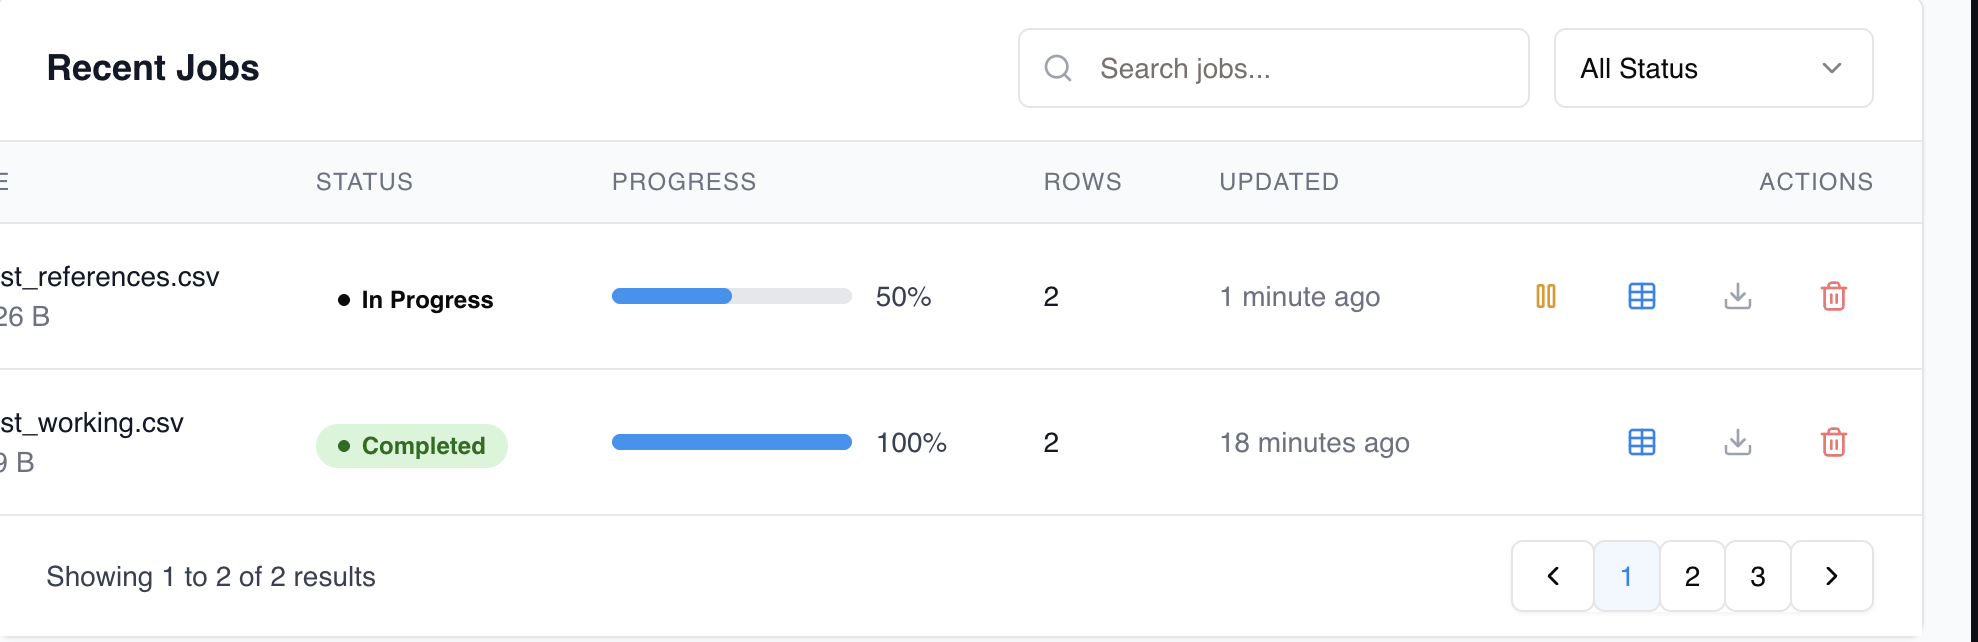 Recent Jobs
Search jobs...
All Status
E STATUS PROGRESS ROWS UPDATED ACTIONS
st_references.csv
26 B
In Progress 50% 2 1 minute ago
st_working.csv
9 B
Completed 100% 2 18 minutes ago
Showing 1 to 2 of 2 results
1 2 3